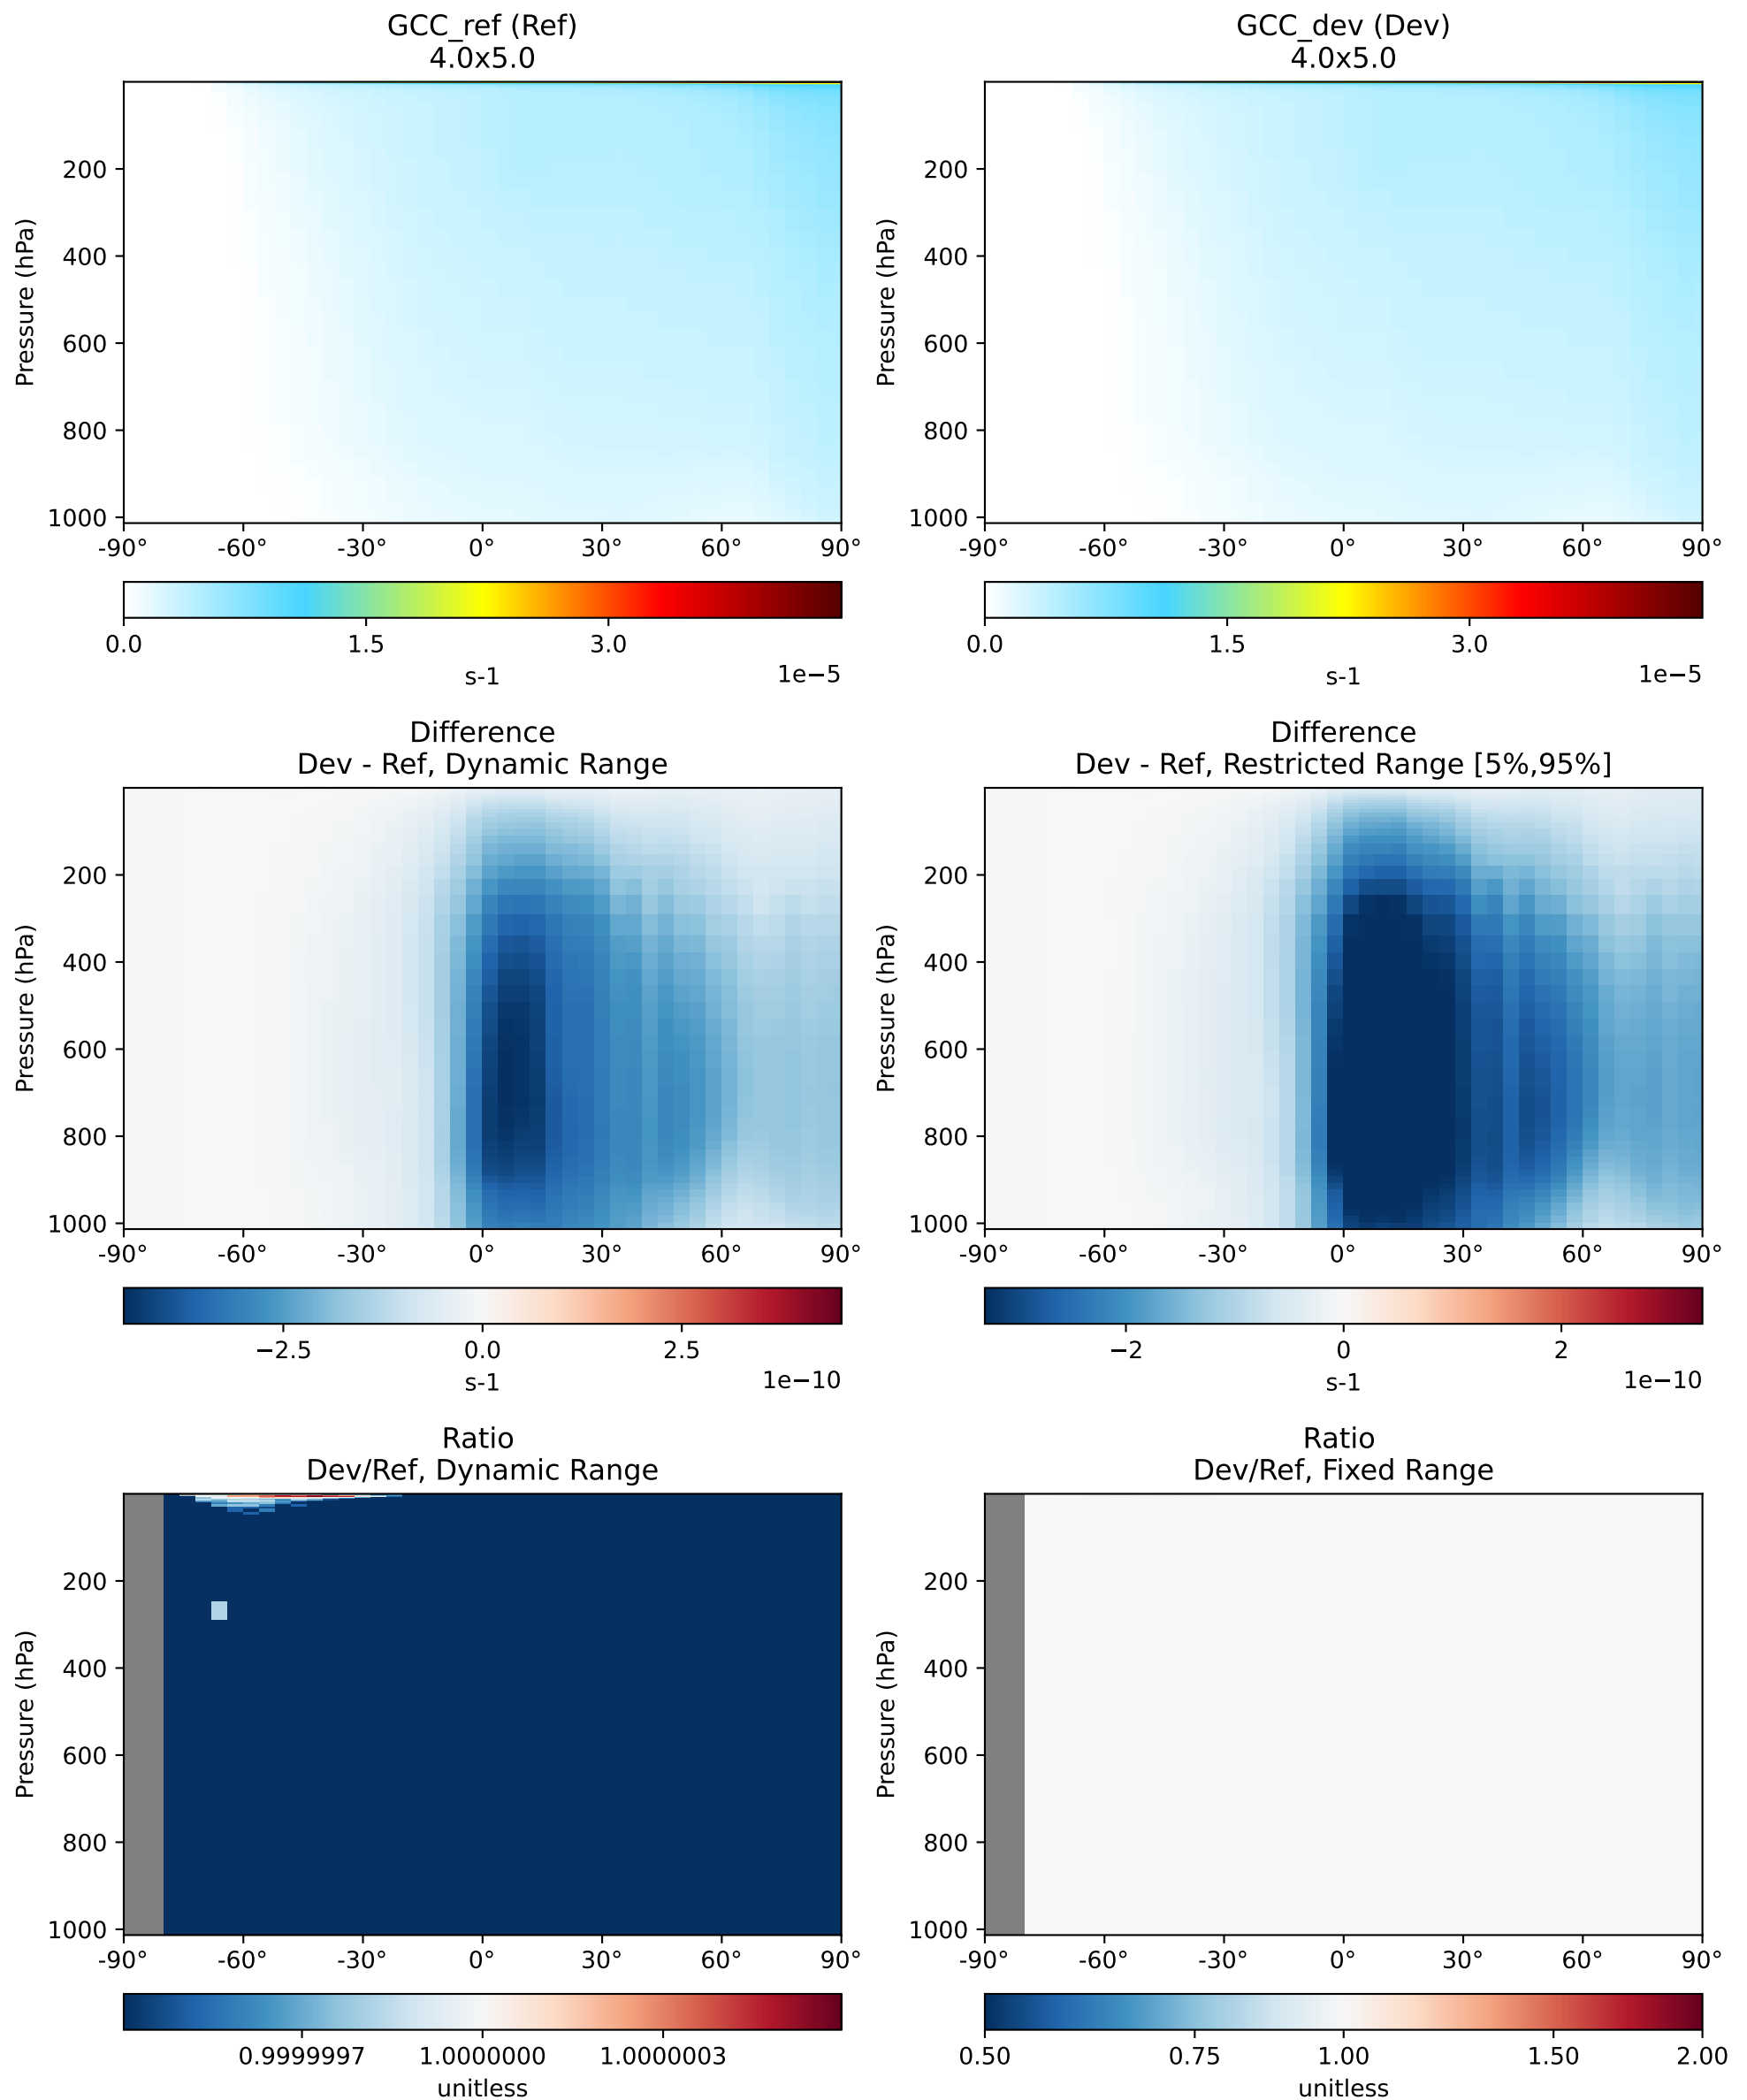 GCC_ref (Ref)
4.0x5.0
Pressure (hPa)
200
400
600
800
1000
-90° -60° -30° 0° 30° 60° 90°
0.0 1.5 3.0
s-1 1e−5
GCC_dev (Dev)
4.0x5.0
Pressure (hPa)
200
400
600
800
1000
-90° -60° -30° 0° 30° 60° 90°
0.0 1.5 3.0
s-1 1e−5
Difference
Dev - Ref, Dynamic Range
Pressure (hPa)
200
400
600
800
1000
-90° -60° -30° 0° 30° 60° 90°
−2.5 0.0 2.5
s-1 1e−10
Difference
Dev - Ref, Restricted Range [5%,95%]
Pressure (hPa)
200
400
600
800
1000
-90° -60° -30° 0° 30° 60° 90°
−2 0 2
s-1 1e−10
Ratio
Dev/Ref, Dynamic Range
Pressure (hPa)
200
400
600
800
1000
-90° -60° -30° 0° 30° 60° 90°
0.9999997 1.0000000 1.0000003
unitless
Ratio
Dev/Ref, Fixed Range
Pressure (hPa)
200
400
600
800
1000
-90° -60° -30° 0° 30° 60° 90°
0.50 0.75 1.00 1.50 2.00
unitless